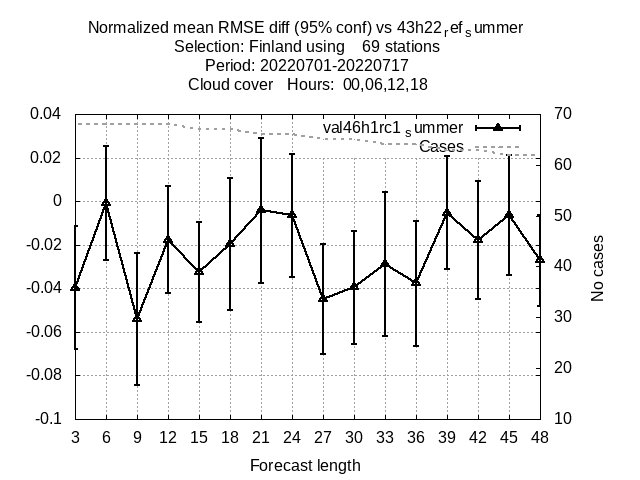 Normalized mean RMSE diff (95% conf) vs 43h22refsummer
Selection: Finland using 69 stations
Period: 20220701-20220717
Cloud cover Hours: 00,06,12,18
val46h1rc1summer
Cases
0.04
0.02
0
-0.02
-0.04
-0.06
-0.08
-0.1
70
60
50
40
30
20
10
No cases
3 6 9 12 15 18 21 24 27 30 33 36 39 42 45 48
Forecast length